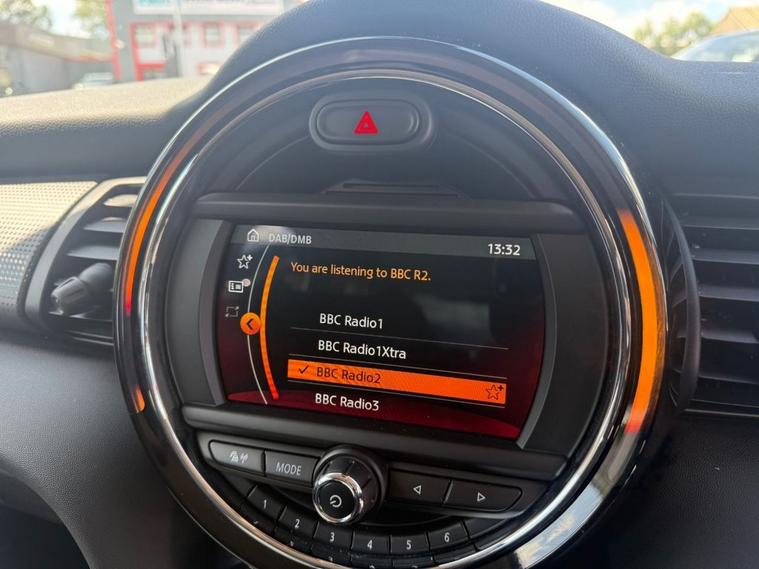 DAB/DMB
13:32
You are listening to BBC R2.
BBC Radio1
BBC Radio1Xtra
BBC Radio2
BBC Radio3
MODE
1
2
3
4
5
6